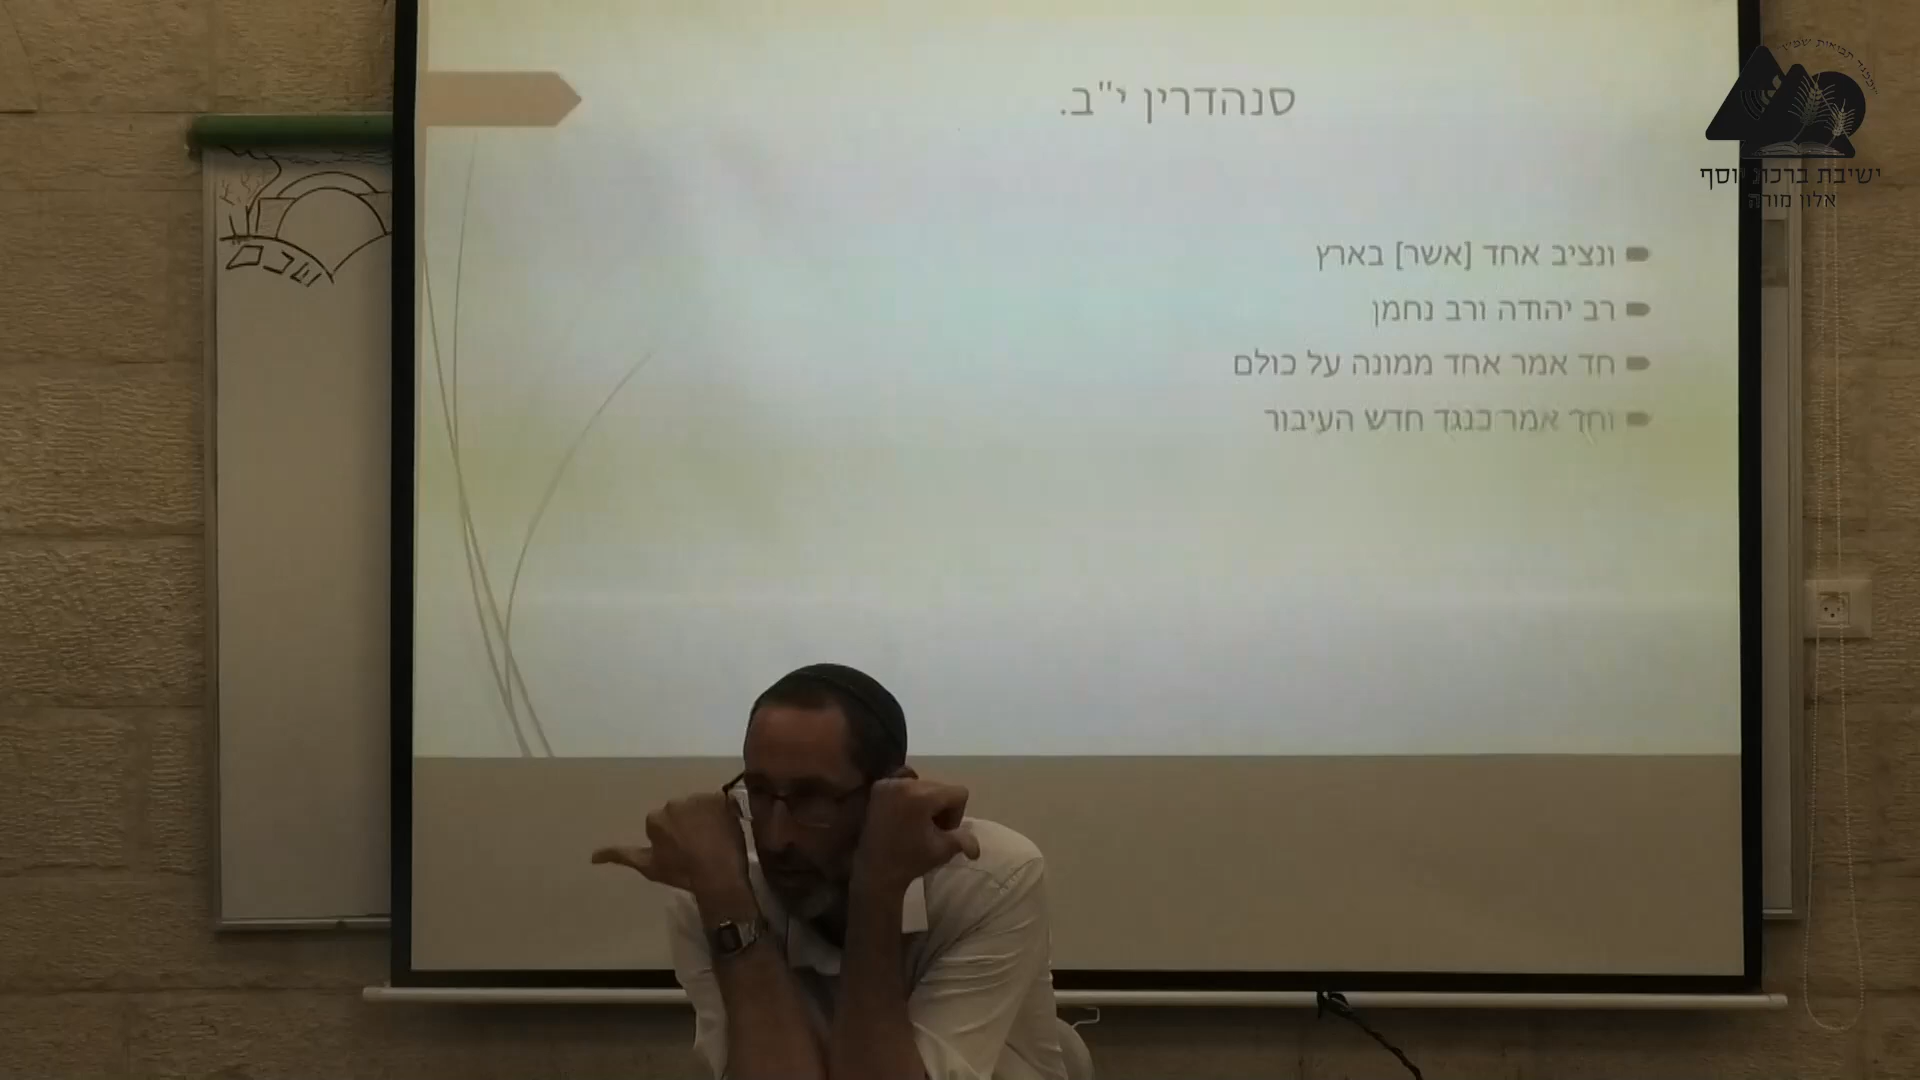 סנהדרין י"ב.
ונציב אחד [אשר] בארץ
רב יהודה ורב נחמן
חד אמר אחד ממונה על כולם
וחד אמר כנגד חדש העיבור
שכם
ישיבת ברכת יוסף
אלון מורה